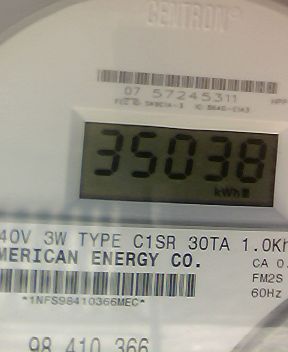 CENTRON®
07 57245311
35038
kWh
40V 3W TYPE C1SR 30TA 1.0Kh
MERICAN ENERGY CO.
CA 0.
FM2S
*1NFS98410366MEC*
60Hz
98 410 366